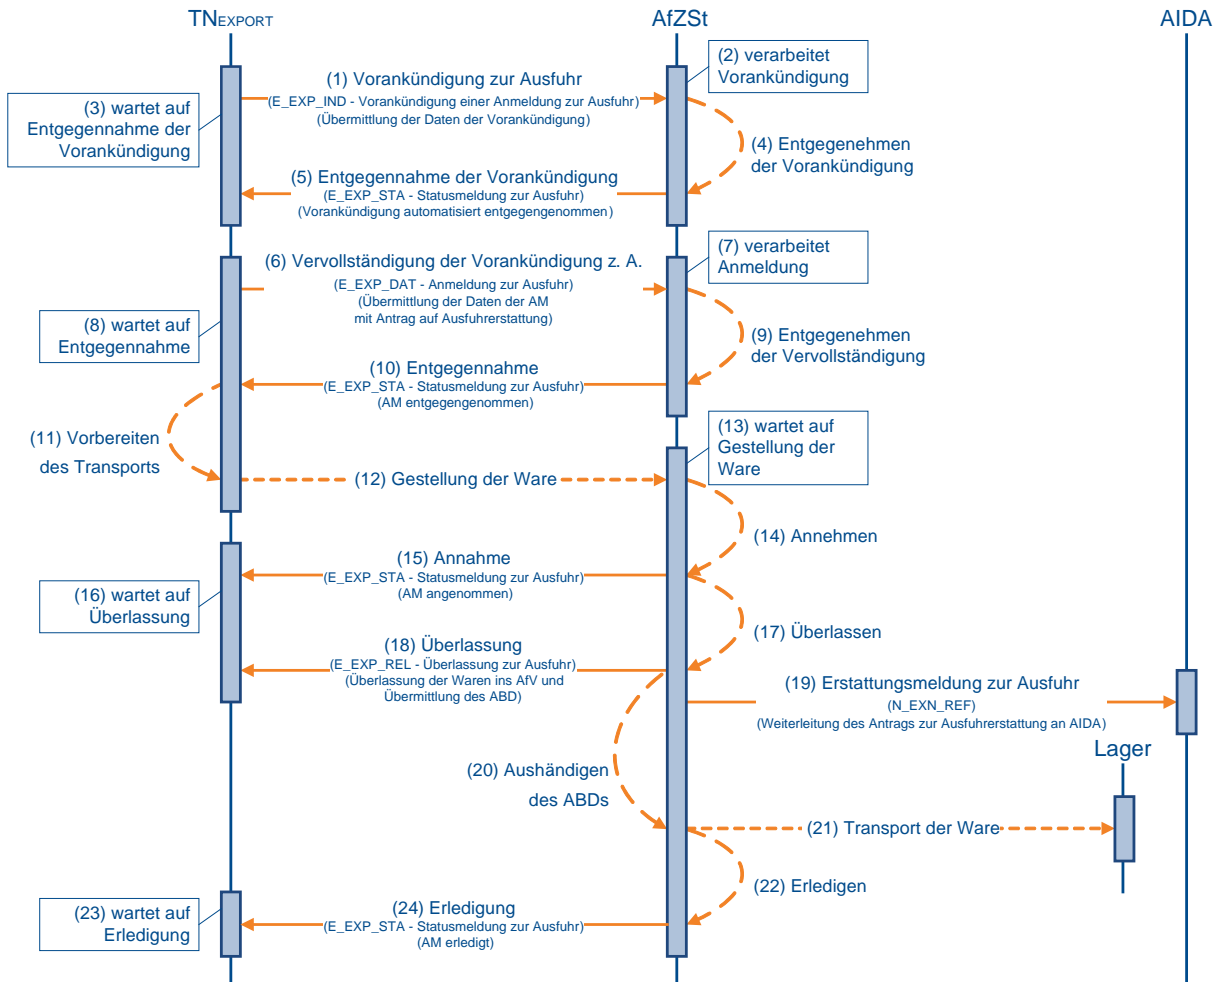 TNEXPORT
AfZSt
AIDA
(1) Vorankündigung zur Ausfuhr
(E_EXP_IND - Vorankündigung einer Anmeldung zur Ausfuhr)
(Übermittlung der Daten der Vorankündigung)
(2) verarbeitet
Vorankündigung
(3) wartet auf
Entgegennahme der
Vorankündigung
(4) Entgegenehmen
der Vorankündigung
(5) Entgegennahme der Vorankündigung
(E_EXP_STA - Statusmeldung zur Ausfuhr)
(Vorankündigung automatisiert entgegengenommen)
(6) Vervollständigung der Vorankündigung z. A.
(E_EXP_DAT - Anmeldung zur Ausfuhr)
(Übermittlung der Daten der AM
mit Antrag auf Ausfuhrerstattung)
(7) verarbeitet
Anmeldung
(8) wartet auf
Entgegennahme
(9) Entgegenehmen
der Vervollständigung
(10) Entgegennahme
(E_EXP_STA - Statusmeldung zur Ausfuhr)
(AM entgegengenommen)
(11) Vorbereiten
des Transports
(12) Gestellung der Ware
(13) wartet auf
Gestellung der
Ware
(14) Annehmen
(15) Annahme
(E_EXP_STA - Statusmeldung zur Ausfuhr)
(AM angenommen)
(16) wartet auf
Überlassung
(17) Überlassen
(18) Überlassung
(E_EXP_REL - Überlassung zur Ausfuhr)
(Überlassung der Waren ins AfV und
Übermittlung des ABD)
(19) Erstattungsmeldung zur Ausfuhr
(N_EXN_REF)
(Weiterleitung des Antrags zur Ausfuhrerstattung an AIDA)
Lager
(20) Aushändigen
des ABDs
(21) Transport der Ware
(22) Erledigen
(23) wartet auf
Erledigung
(24) Erledigung
(E_EXP_STA - Statusmeldung zur Ausfuhr)
(AM erledigt)